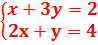 x + 3y = 2
2x + y = 4